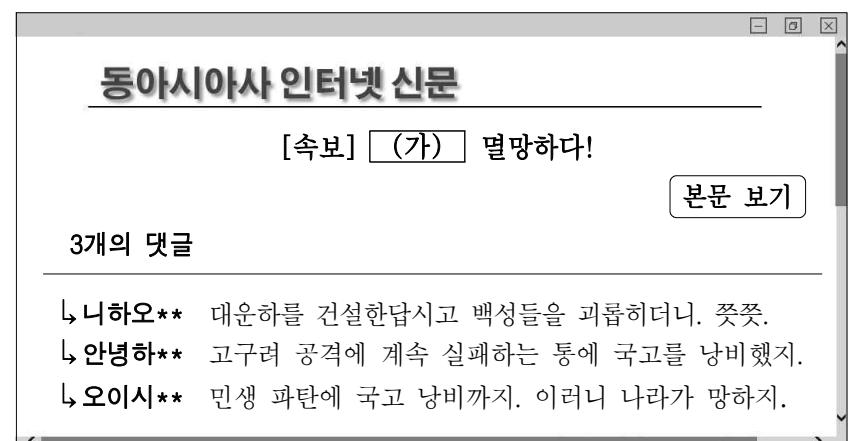 동아시아사 인터넷 신문
[속보] (가) 멸망하다!
본문 보기
3개의 댓글
↳니하오** 대운하를 건설한답시고 백성들을 괴롭히더니. 쯧쯧.
↳안녕하** 고구려 공격에 계속 실패하는 통에 국고를 낭비했지.
↳오이시** 민생 파탄에 국고 낭비까지. 이러니 나라가 망하지.